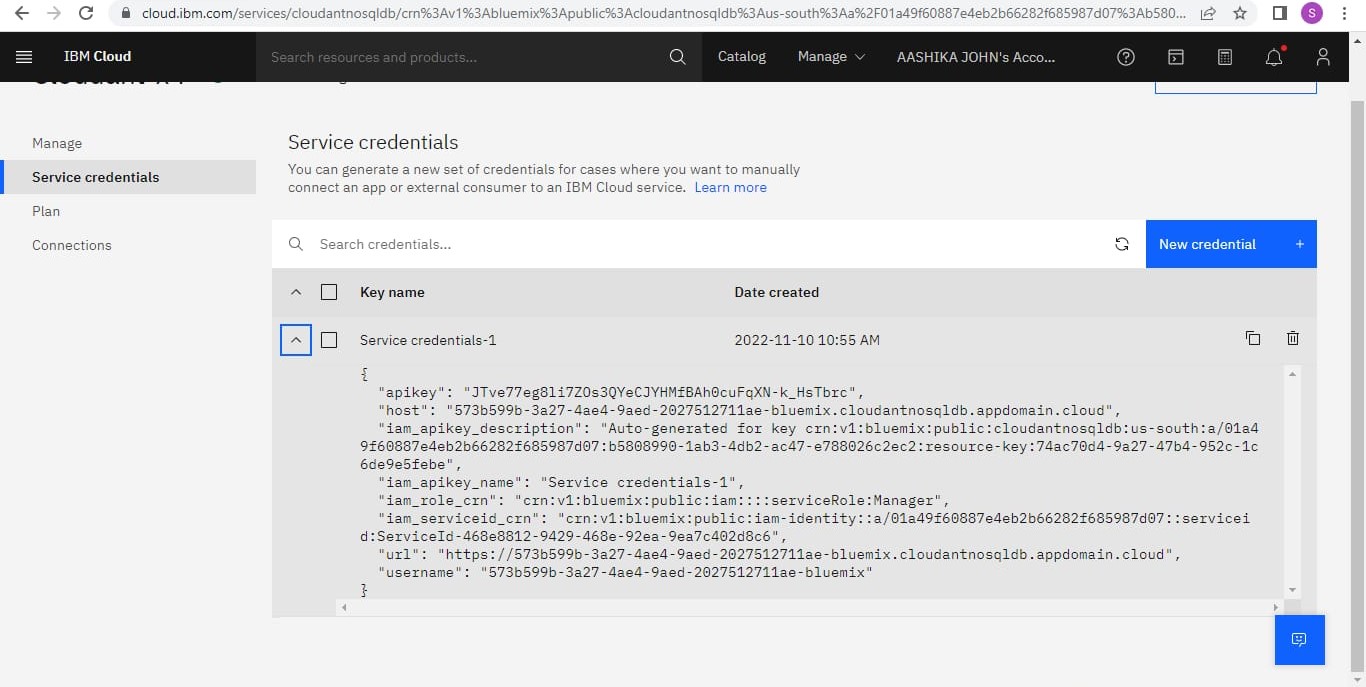 cloud.ibm.com/services/cloudantnosqldb/crn%3Av1%3Abluemix%3Apublic%3Acloudantnosqldb%3Aus-south%3Aa%2F01a49f60887e4eb2b66282f685987d07%3Ab580...
S
IBM Cloud
Search resources and products...
Catalog
Manage
AASHIKA JOHN's Acco...
Manage
Service credentials
Plan
Connections
Service credentials
You can generate a new set of credentials for cases where you want to manually
connect an app or external consumer to an IBM Cloud service. Learn more
Search credentials...
New credential +
Key name Date created
Service credentials-1 2022-11-10 10:55 AM
{
"apikey": "JTve77eg8li7ZOs3QYeCJYHMfBAh0cuFqXN-k_HsTbrc",
"host": "573b599b-3a27-4ae4-9aed-2027512711ae-bluemix.cloudantnosqldb.appdomain.cloud",
"iam_apikey_description": "Auto-generated for key crn:v1:bluemix:public:cloudantnosqldb:us-south:a/01a4
9f60887e4eb2b66282f685987d07:b5808990-1ab3-4db2-ac47-e788026c2ec2:resource-key:74ac70d4-9a27-47b4-952c-1c
6de9e5febe",
"iam_apikey_name": "Service credentials-1",
"iam_role_crn": "crn:v1:bluemix:public:iam::::serviceRole:Manager",
"iam_serviceid_crn": "crn:v1:bluemix:public:iam-identity::a/01a49f60887e4eb2b66282f685987d07::servicei
d:ServiceId-468e8812-9429-468e-92ea-9ea7c402d8c6",
"url": "https://573b599b-3a27-4ae4-9aed-2027512711ae-bluemix.cloudantnosqldb.appdomain.cloud",
"username": "573b599b-3a27-4ae4-9aed-2027512711ae-bluemix"
}